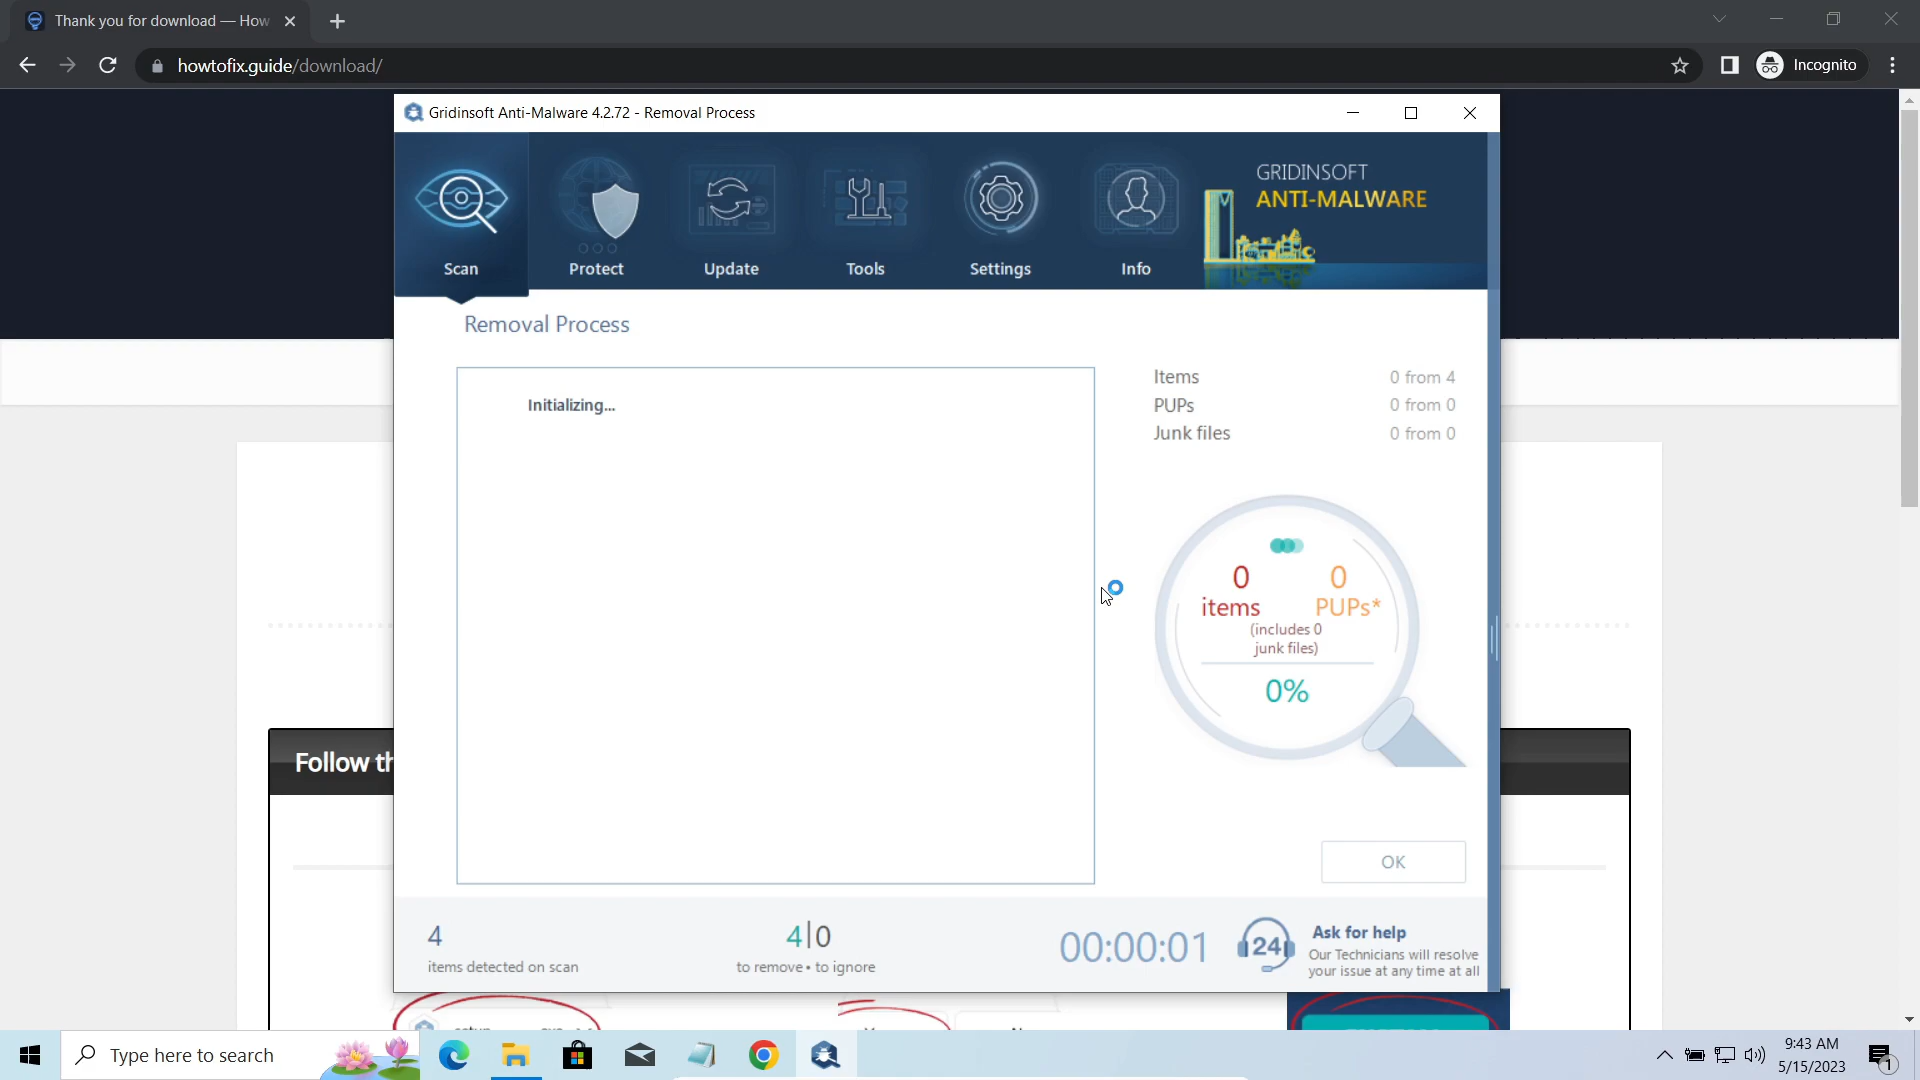 Thank you for download — How
howtofix.guide/download/
Incognito
Gridinsoft Anti-Malware 4.2.72 - Removal Process
Scan
Protect
Update
Tools
Settings
Info
GRIDINSOFT
ANTI-MALWARE
Removal Process
Initializing...
Items 0 from 4
PUPs 0 from 0
Junk files 0 from 0
0 0
items PUPs*
(includes 0
junk files)
0%
OK
Follow th
4
items detected on scan
4|0
to remove • to ignore
00:00:01
24
Ask for help
Our Technicians will resolve
your issue at any time at all
Type here to search
9:43 AM
5/15/2023
1